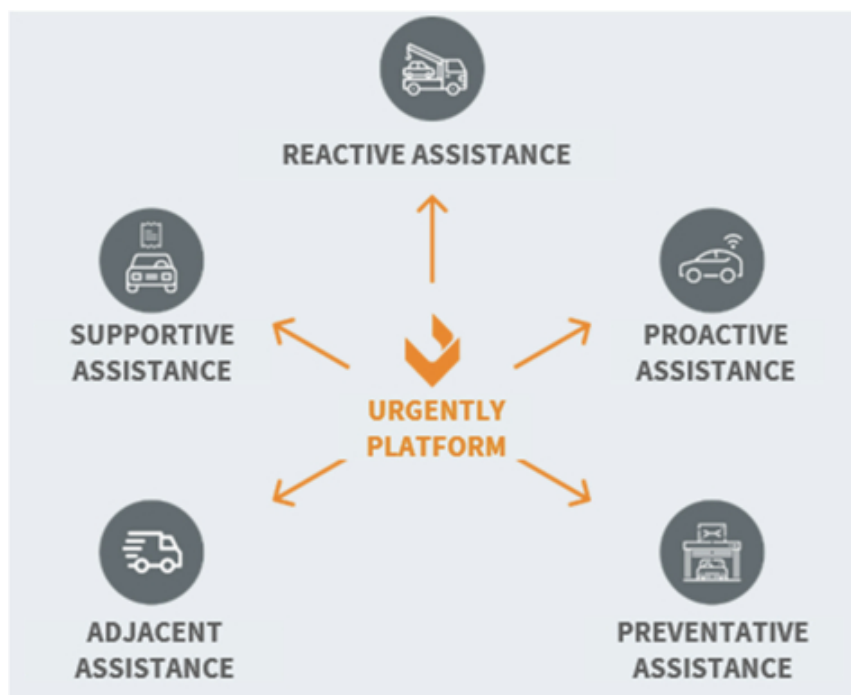 REACTIVE ASSISTANCE
SUPPORTIVE
ASSISTANCE
PROACTIVE
ASSISTANCE
URGENTLY
PLATFORM
ADJACENT
ASSISTANCE
PREVENTATIVE
ASSISTANCE